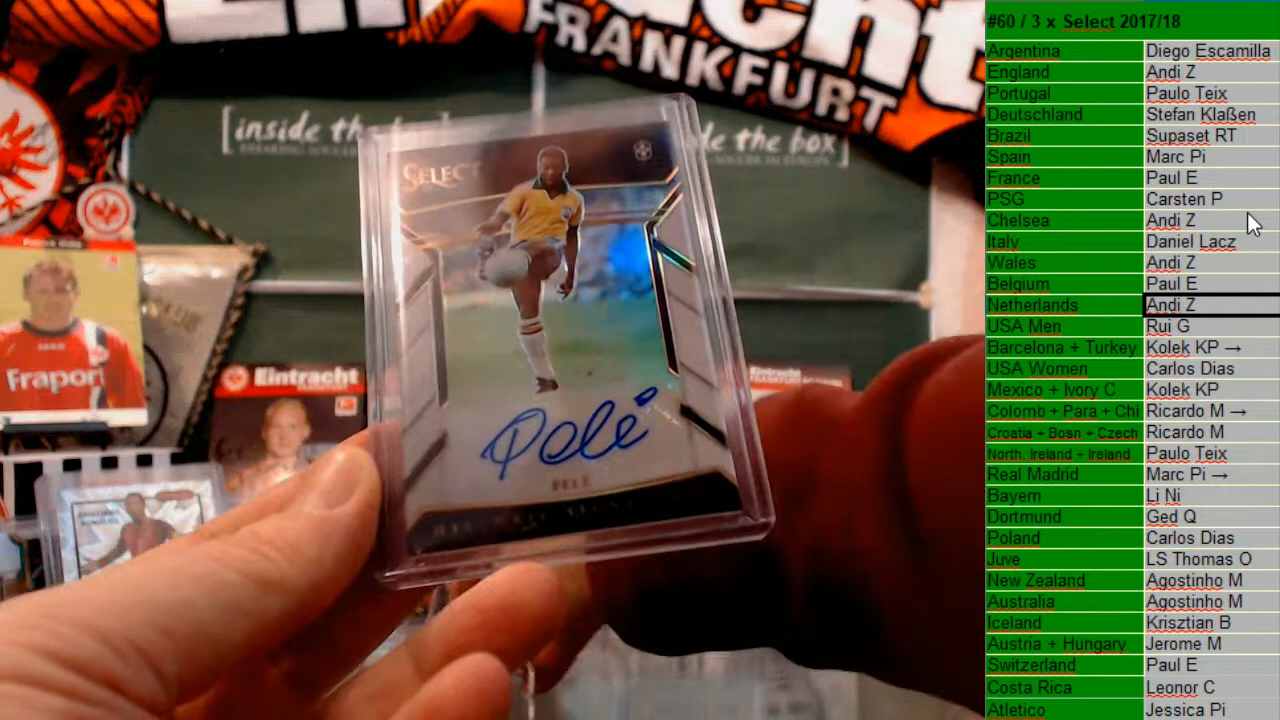 Eintracht
FRANKFURT
[inside the
the box]
SELECT
Pelé
PELÉ
Fraport
Eintracht
#60 / 3 x Select 2017/18
Argentina Diego Escamilla
England Andi Z
Portugal Paulo Teix
Deutschland Stefan Klaßen
Brazil Supaset RT
Spain Marc Pi
France Paul E
PSG Carsten P
Chelsea Andi Z
Italy Daniel Lacz
Wales Andi Z
Belgium Paul E
Netherlands Andi Z
USA Men Rui G
Barcelona + Turkey Kolek KP →
USA Women Carlos Dias
Mexico + Ivory C Kolek KP
Colomb + Para + Chi Ricardo M →
Croatia + Bosn + Czech Ricardo M
North. Ireland + Ireland Paulo Teix
Real Madrid Marc Pi →
Bayern Li Ni
Dortmund Ged Q
Poland Carlos Dias
Juve LS Thomas O
New Zealand Agostinho M
Australia Agostinho M
Iceland Krisztian B
Austria + Hungary Jerome M
Switzerland Paul E
Costa Rica Leonor C
Atletico Jessica Pi